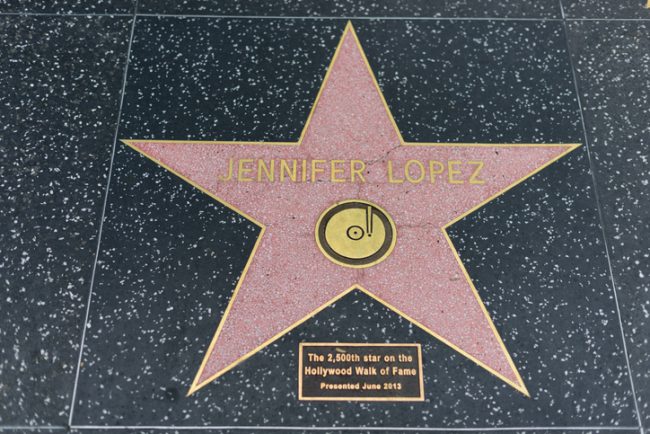 JENNIFER LOPEZ
The 2,500th star on the
Hollywood Walk of Fame
Presented June 2013